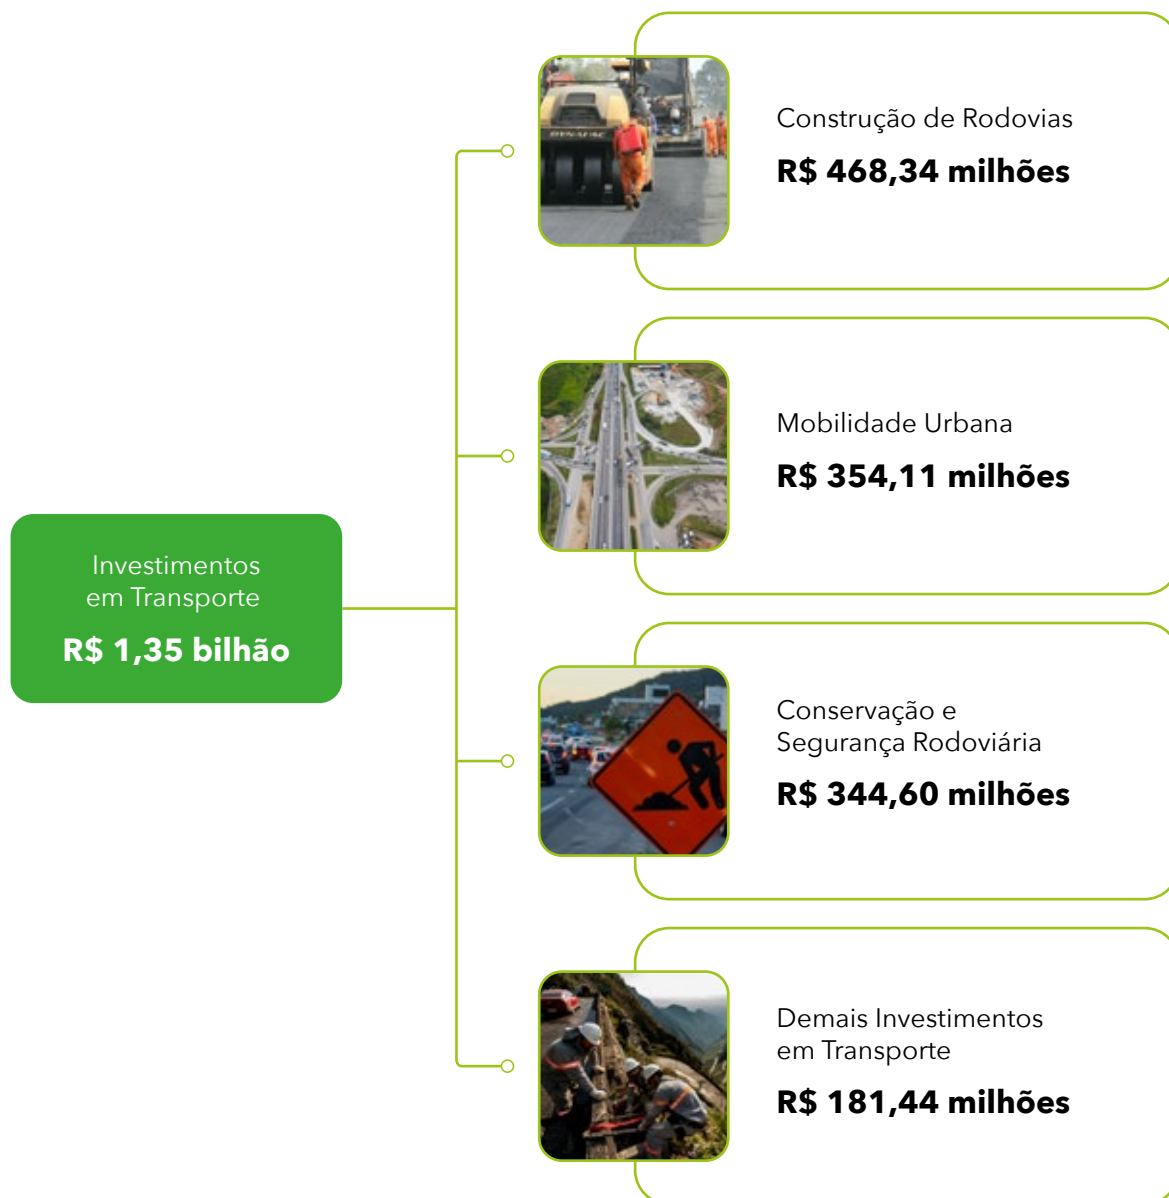 Construção de Rodovias
R$ 468,34 milhões
Mobilidade Urbana
R$ 354,11 milhões
Investimentos
em Transporte
R$ 1,35 bilhão
Conservação e
Segurança Rodoviária
R$ 344,60 milhões
Demais Investimentos
em Transporte
R$ 181,44 milhões
DYNAPAC